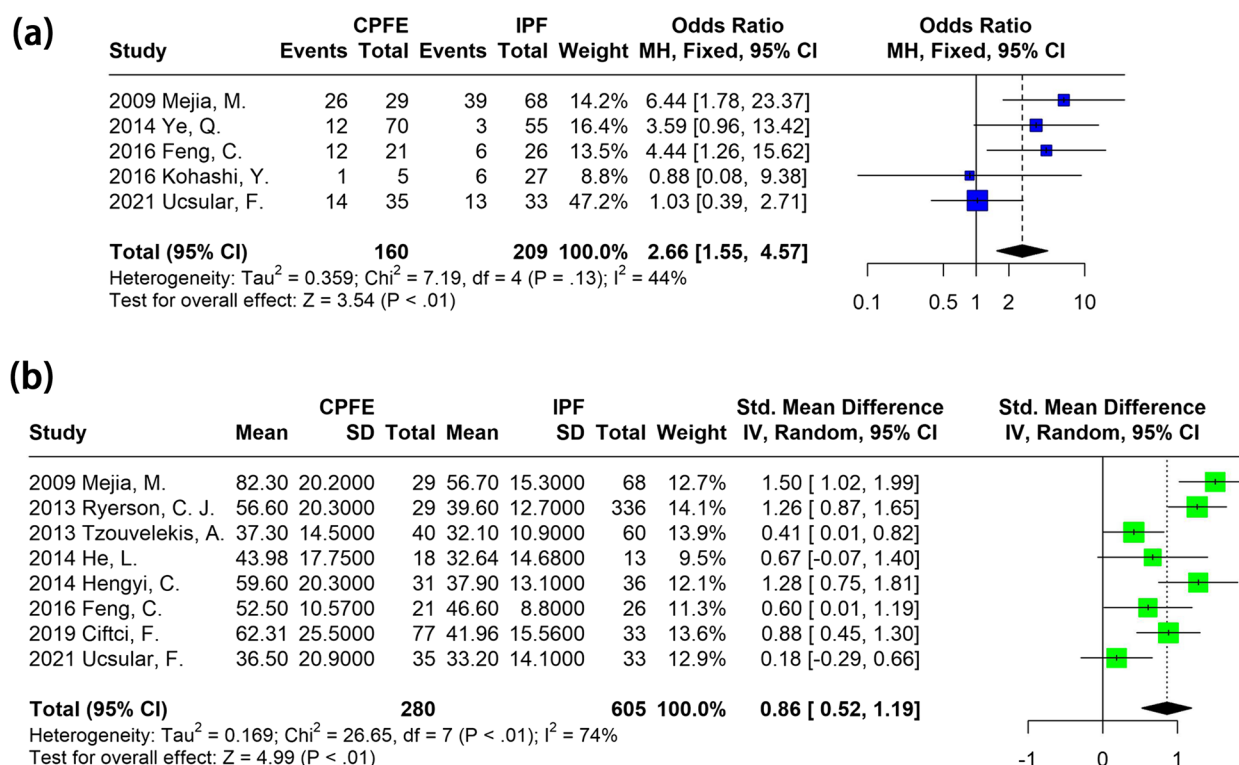 (a)
CPFE IPF Odds Ratio Odds Ratio
Study Events Total Events Total Weight MH, Fixed, 95% CI MH, Fixed, 95% CI
2009 Mejia, M. 26 29 39 68 14.2% 6.44 [1.78, 23.37]
2014 Ye, Q. 12 70 3 55 16.4% 3.59 [0.96, 13.42]
2016 Feng, C. 12 21 6 26 13.5% 4.44 [1.26, 15.62]
2016 Kohashi, Y. 1 5 6 27 8.8% 0.88 [0.08, 9.38]
2021 Ucsular, F. 14 35 13 33 47.2% 1.03 [0.39, 2.71]
Total (95% CI) 160 209 100.0% 2.66 [1.55, 4.57]
Heterogeneity: Tau² = 0.359; Chi² = 7.19, df = 4 (P = .13); I² = 44%
Test for overall effect: Z = 3.54 (P < .01)
0.1 0.5 1 2 10
(b)
CPFE IPF Std. Mean Difference Std. Mean Difference
Study Mean SD Total Mean SD Total Weight IV, Random, 95% CI IV, Random, 95% CI
2009 Mejia, M. 82.30 20.2000 29 56.70 15.3000 68 12.7% 1.50 [ 1.02, 1.99]
2013 Ryerson, C. J. 56.60 20.3000 29 39.60 12.7000 336 14.1% 1.26 [ 0.87, 1.65]
2013 Tzouvelekis, A. 37.30 14.5000 40 32.10 10.9000 60 13.9% 0.41 [ 0.01, 0.82]
2014 He, L. 43.98 17.7500 18 32.64 14.6800 13 9.5% 0.67 [-0.07, 1.40]
2014 Hengyi, C. 59.60 20.3000 31 37.90 13.1000 36 12.1% 1.28 [ 0.75, 1.81]
2016 Feng, C. 52.50 10.5700 21 46.60 8.8000 26 11.3% 0.60 [ 0.01, 1.19]
2019 Ciftci, F. 62.31 25.5000 77 41.96 15.5600 33 13.6% 0.88 [ 0.45, 1.30]
2021 Ucsular, F. 36.50 20.9000 35 33.20 14.1000 33 12.9% 0.18 [-0.29, 0.66]
Total (95% CI) 280 605 100.0% 0.86 [ 0.52, 1.19]
Heterogeneity: Tau² = 0.169; Chi² = 26.65, df = 7 (P < .01); I² = 74%
Test for overall effect: Z = 4.99 (P < .01)
-1 0 1